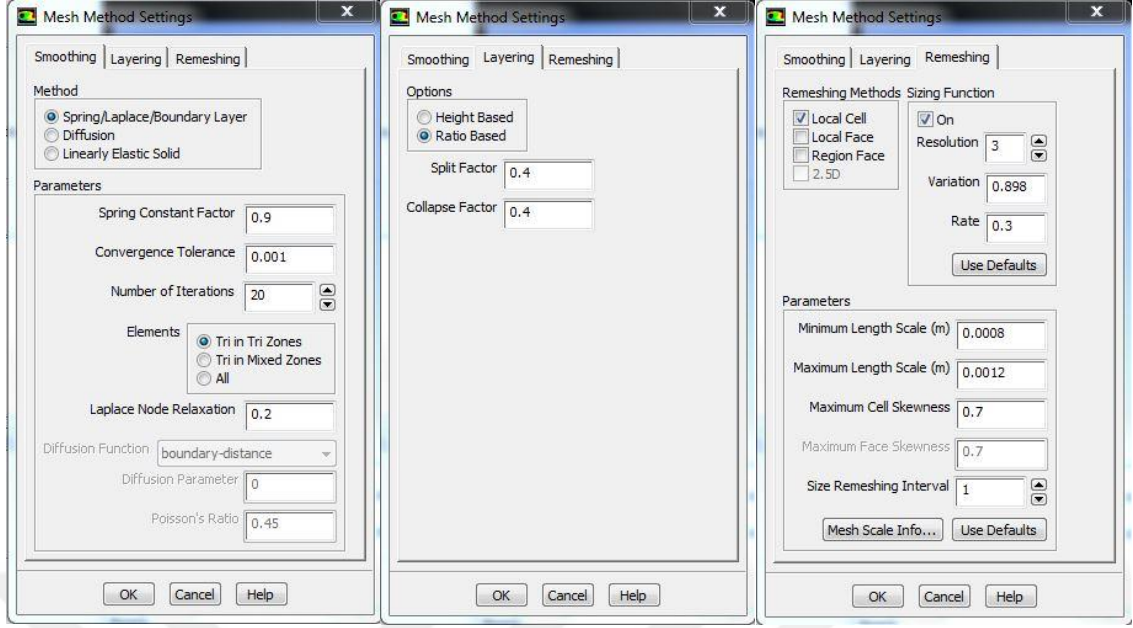 Mesh Method Settings
x
Smoothing Layering Remeshing
Method
Spring/Laplace/Boundary Layer
Diffusion
Linearly Elastic Solid
Parameters
Spring Constant Factor 0.9
Convergence Tolerance 0.001
Number of Iterations 20
Elements
Tri in Tri Zones
Tri in Mixed Zones
All
Laplace Node Relaxation 0.2
Diffusion Function boundary-distance
Diffusion Parameter 0
Poisson's Ratio 0.45
OK Cancel Help
Mesh Method Settings
x
Smoothing Layering Remeshing
Options
Height Based
Ratio Based
Split Factor 0.4
Collapse Factor 0.4
OK Cancel Help
Mesh Method Settings
x
Smoothing Layering Remeshing
Remeshing Methods
Local Cell
Local Face
Region Face
2.5D
Sizing Function
On
Resolution 3
Variation 0.898
Rate 0.3
Use Defaults
Parameters
Minimum Length Scale (m) 0.0008
Maximum Length Scale (m) 0.0012
Maximum Cell Skewness 0.7
Maximum Face Skewness 0.7
Size Remeshing Interval 1
Mesh Scale Info... Use Defaults
OK Cancel Help